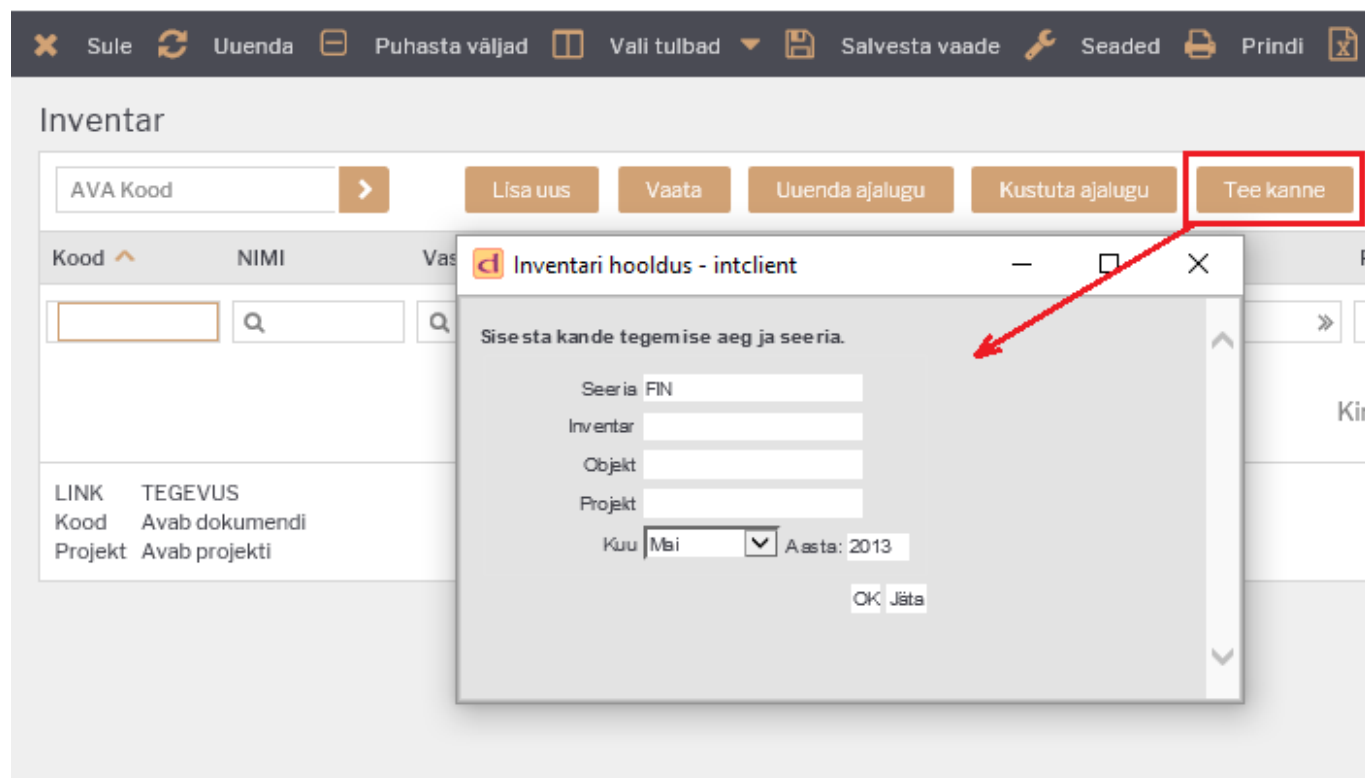 Sule Uuenda Puhasta väljad Vali tulbad Salvesta vaade Seaded Prindi
Inventar
AVA Kood Lisa uus Vaata Uuenda ajalugu Kustuta ajalugu Tee kanne
Kood NIMI Vas
Inventari hooldus - intclient
Sisesta kande tegemise aeg ja seeria.
Seeria FIN
Inventar
Objekt
Projekt
Kuu Mai Aasta: 2013
OK Jäta
Kir
LINK TEGEVUS
Kood Avab dokumendi
Projekt Avab projekti